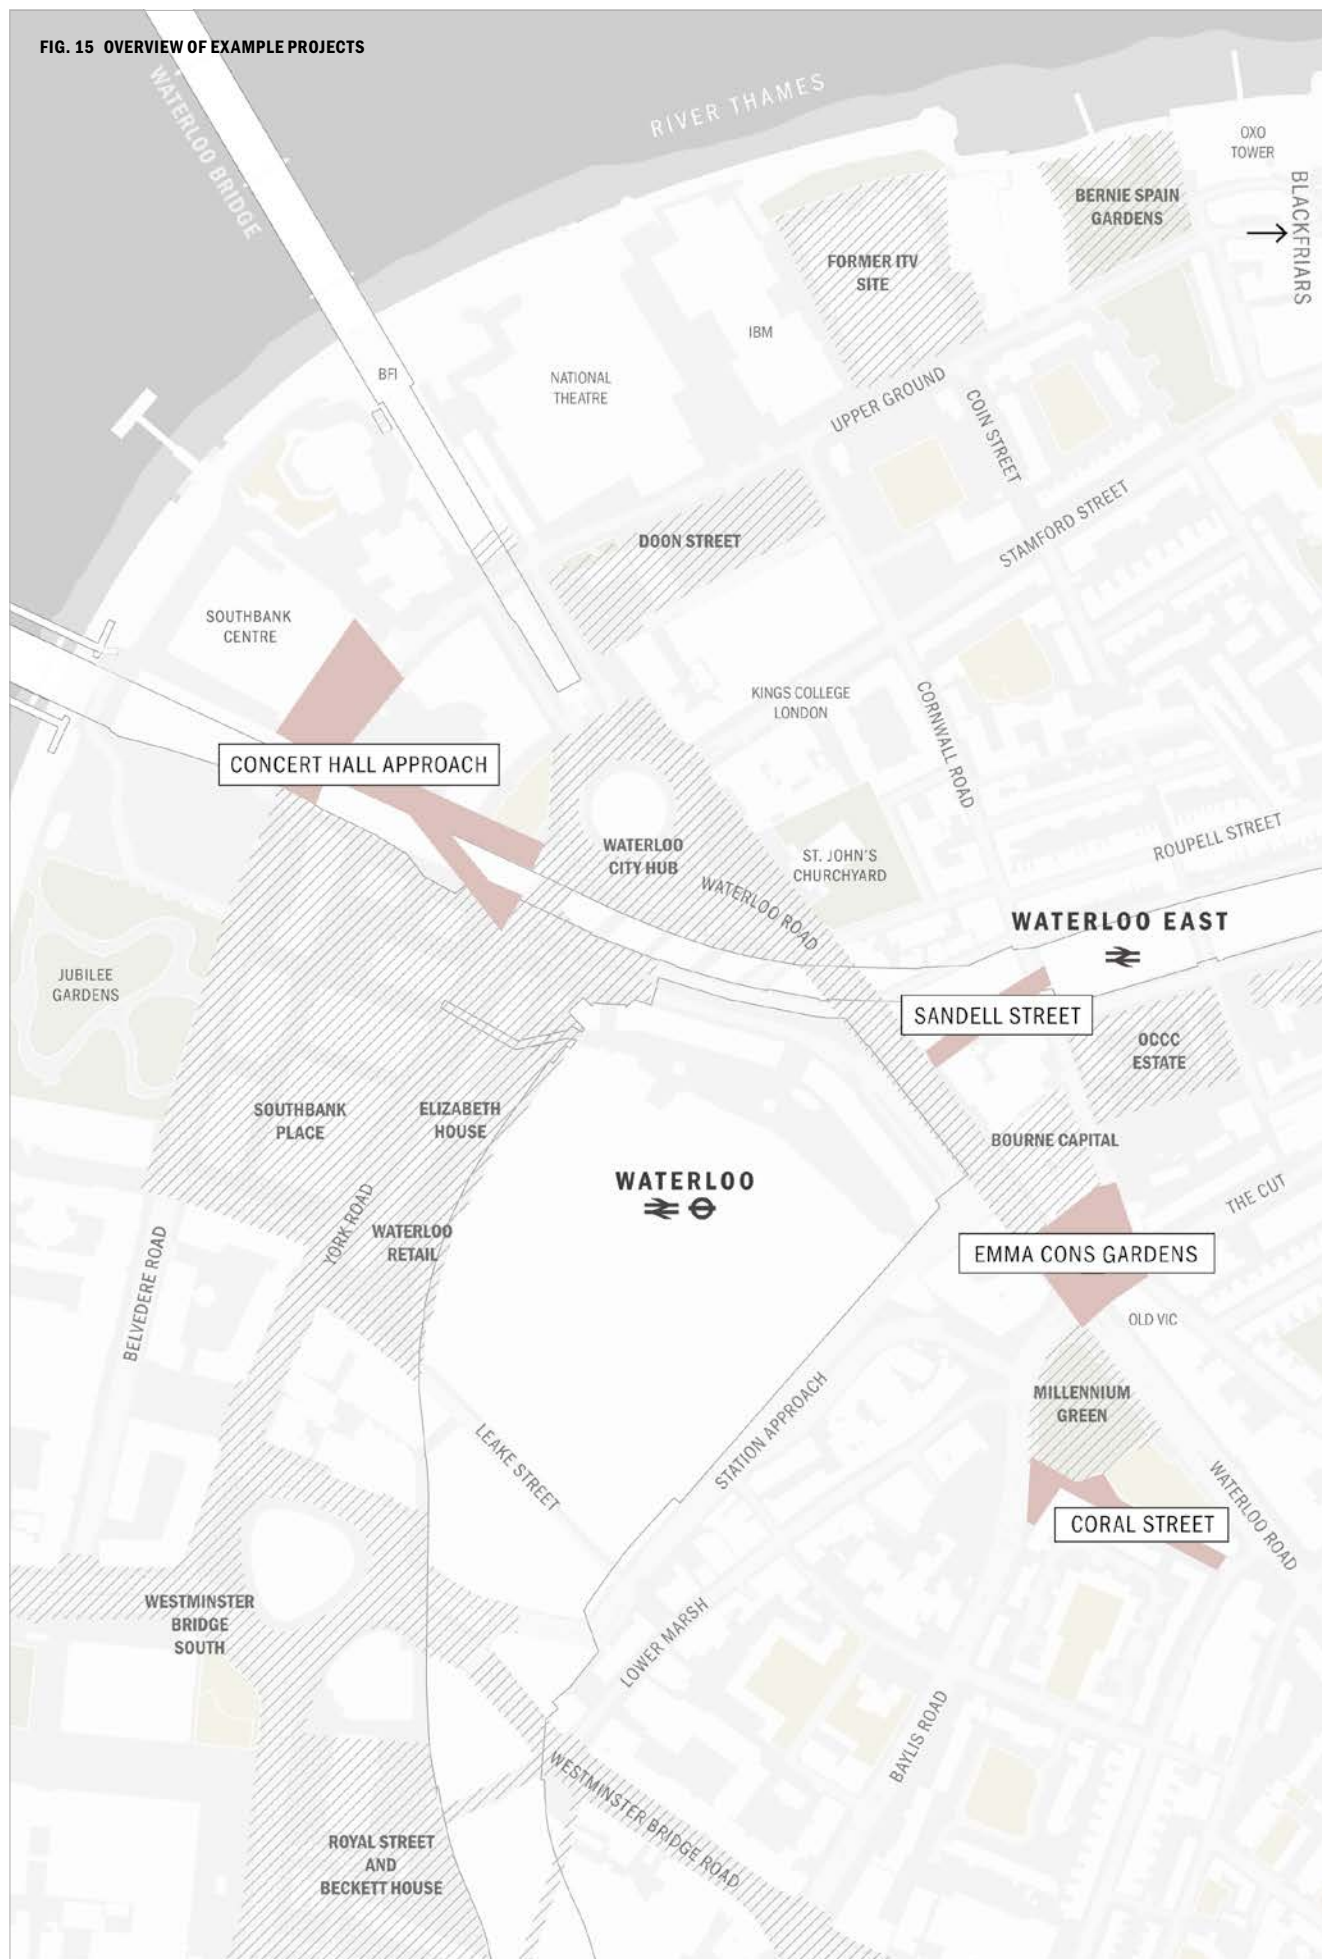 FIG. 15 OVERVIEW OF EXAMPLE PROJECTS
WATERLOO BRIDGE
RIVER THAMES
OXO
TOWER
BLACKFRIARS
BERNIE SPAIN
GARDENS
FORMER ITV
SITE
IBM
BFI
NATIONAL
THEATRE
UPPER GROUND
COIN STREET
STAMFORD STREET
DOON STREET
SOUTHBANK
CENTRE
KINGS COLLEGE
LONDON
CORNWALL ROAD
CONCERT HALL APPROACH
WATERLOO
CITY HUB
ST. JOHN'S
CHURCHYARD
ROUPELL STREET
WATERLOO ROAD
WATERLOO EAST
JUBILEE
GARDENS
SANDELL STREET
OCCC
ESTATE
SOUTHBANK
PLACE
ELIZABETH
HOUSE
BOURNE CAPITAL
WATERLOO
THE CUT
YORK ROAD
WATERLOO
RETAIL
BELVEDERE ROAD
EMMA CONS GARDENS
OLD VIC
MILLENNIUM
GREEN
STATION APPROACH
LEAKE STREET
WATERLOO ROAD
CORAL STREET
WESTMINSTER
BRIDGE
SOUTH
LOWER MARSH
BAYLIS ROAD
WESTMINSTER BRIDGE ROAD
ROYAL STREET
AND
BECKETT HOUSE